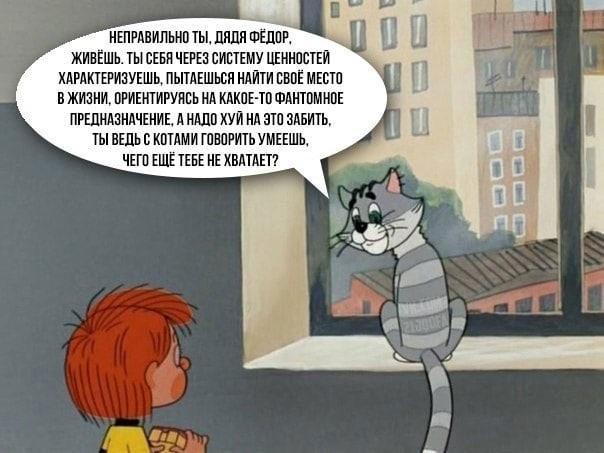 НЕПРАВИЛЬНО ТЫ, ДЯДЯ ФЁДОР,
ЖИВЁШЬ. ТЫ СЕБЯ ЧЕРЕЗ СИСТЕМУ ЦЕННОСТЕЙ
ХАРАКТЕРИЗУЕШЬ, ПЫТАЕШЬСЯ НАЙТИ СВОЁ МЕСТО
В ЖИЗНИ, ОРИЕНТИРУЯСЬ НА КАКОЕ-ТО ФАНТОМНОЕ
ПРЕДНАЗНАЧЕНИЕ, А НАДО ХУЙ НА ЭТО ЗАБИТЬ,
ТЫ ВЕДЬ С КОТАМИ ГОВОРИТЬ УМЕЕШЬ,
ЧЕГО ЕЩЁ ТЕБЕ НЕ ХВАТАЕТ?